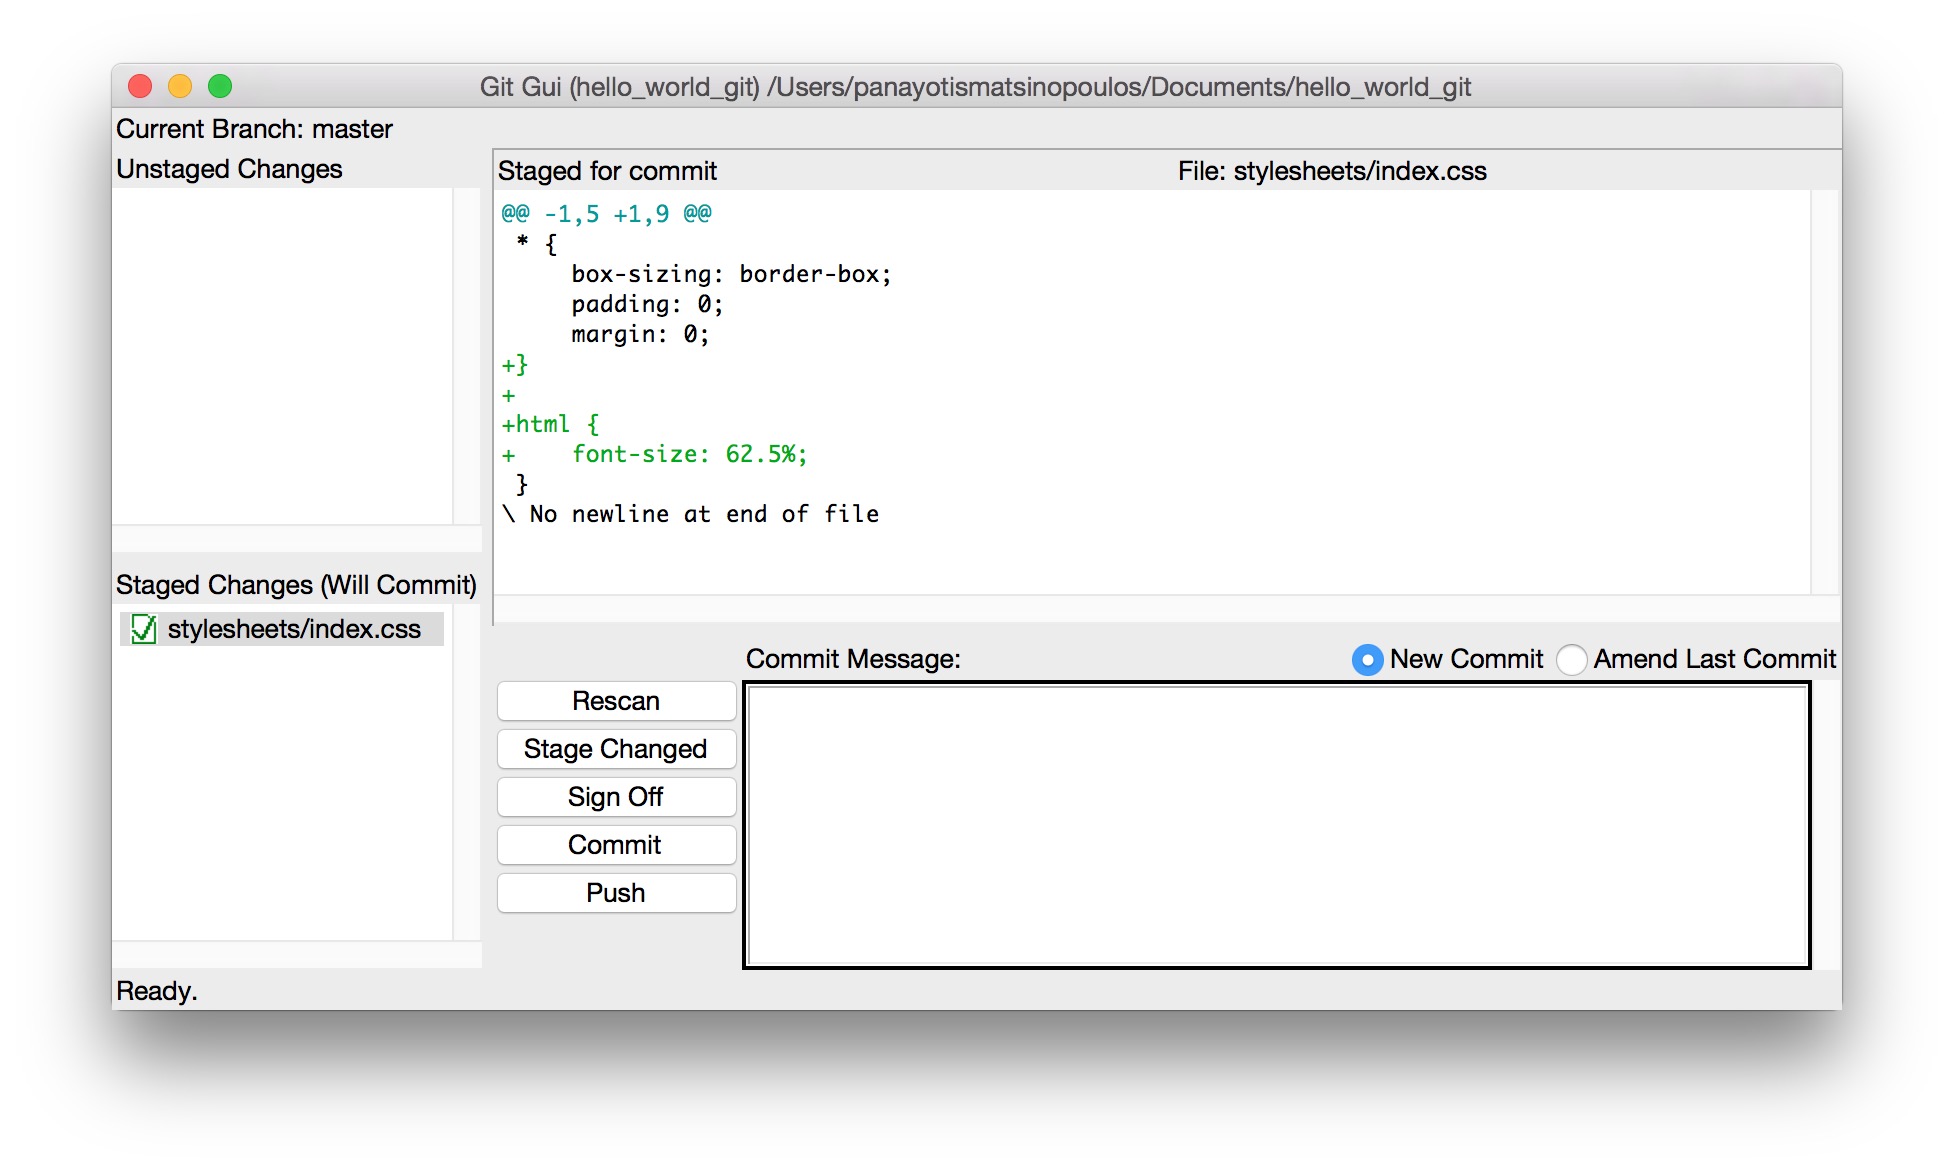 Git Gui (hello_world_git) /Users/panayotismatsinopoulos/Documents/hello_world_git
Current Branch: master
Unstaged Changes
Staged for commit File: stylesheets/index.css
@@ -1,5 +1,9 @@
 * {
     box-sizing: border-box;
     padding: 0;
     margin: 0;
+}
+
+html {
+    font-size: 62.5%;
 }
\ No newline at end of file
Staged Changes (Will Commit)
stylesheets/index.css
Commit Message: New Commit Amend Last Commit
Rescan
Stage Changed
Sign Off
Commit
Push
Ready.